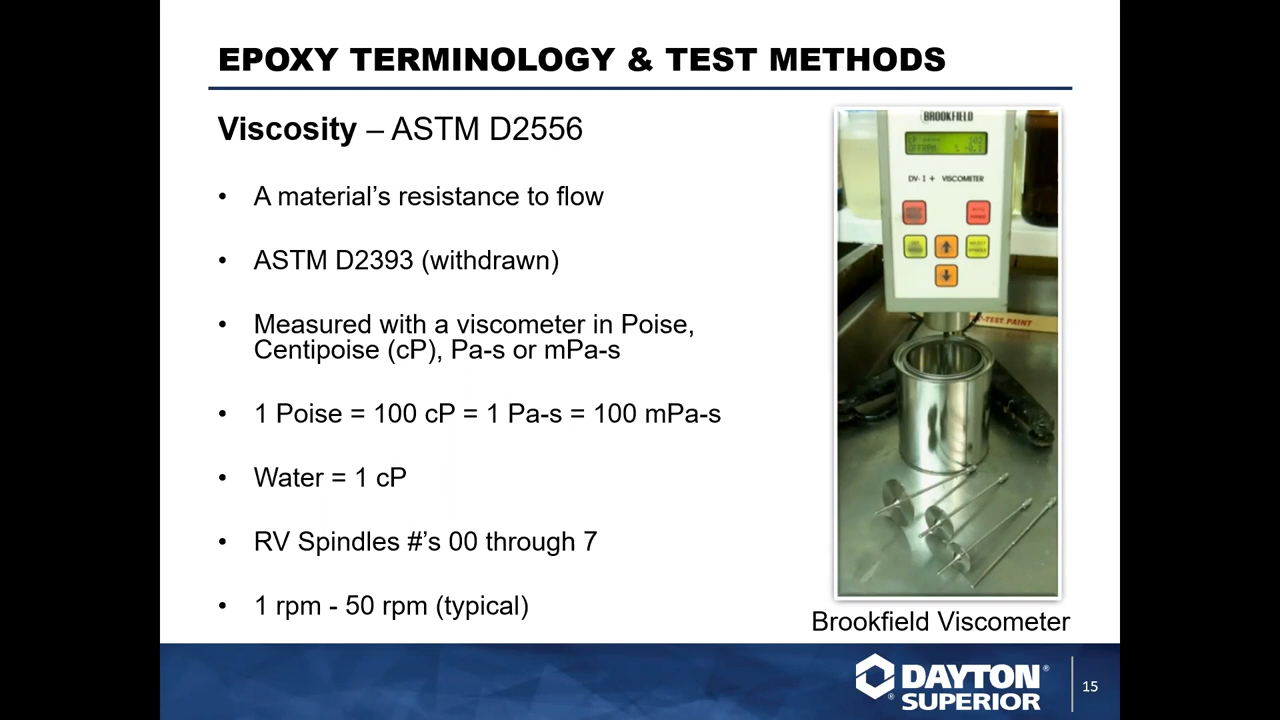 EPOXY TERMINOLOGY & TEST METHODS
Viscosity – ASTM D2556
• A material’s resistance to flow
• ASTM D2393 (withdrawn)
• Measured with a viscometer in Poise,
Centipoise (cP), Pa-s or mPa-s
• 1 Poise = 100 cP = 1 Pa-s = 100 mPa-s
• Water = 1 cP
• RV Spindles #’s 00 through 7
• 1 rpm - 50 rpm (typical)
BROOKFIELD
DV-I + VISCOMETER
-TEST PAINT
Brookfield Viscometer
DAYTON
SUPERIOR
15